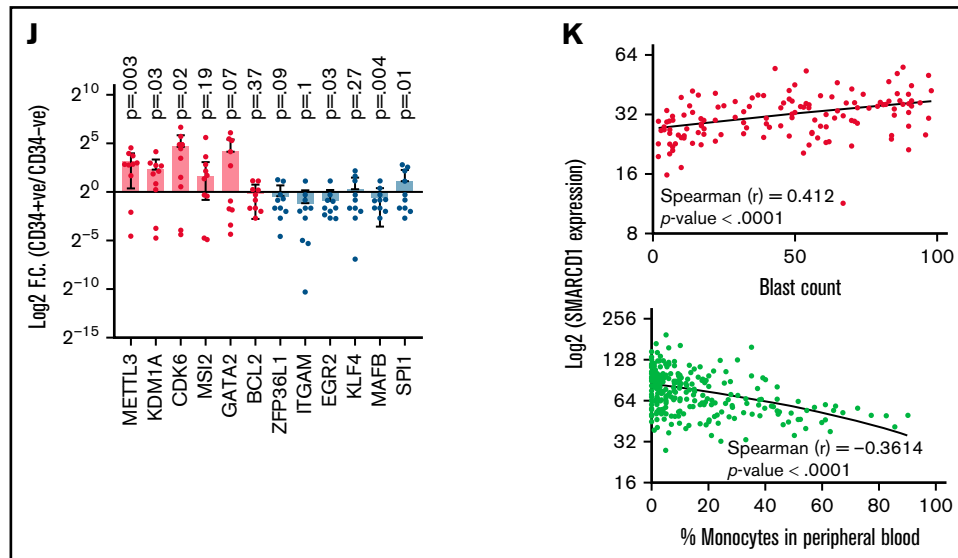 J
p=.003
p=.03
p=.02
p=.19
p=.07
p=.37
p=.09
p=.1
p=.03
p=.27
p=.004
p=.01
2^10
2^5
2^0
2^−5
2^−10
2^−15
Log2 F.C. (CD34+ve/ CD34−ve)
METTL3
KDM1A
CDK6
MSI2
GATA2
BCL2
ZFP36L1
ITGAM
EGR2
KLF4
MAFB
SPI1
K
Log2 (SMARCD1 expression)
64
32
16
8
Spearman (r) = 0.412
p-value < .0001
0 50 100
Blast count
256
128
64
32
16
Spearman (r) = −0.3614
p-value < .0001
0 20 40 60 80 100
% Monocytes in peripheral blood